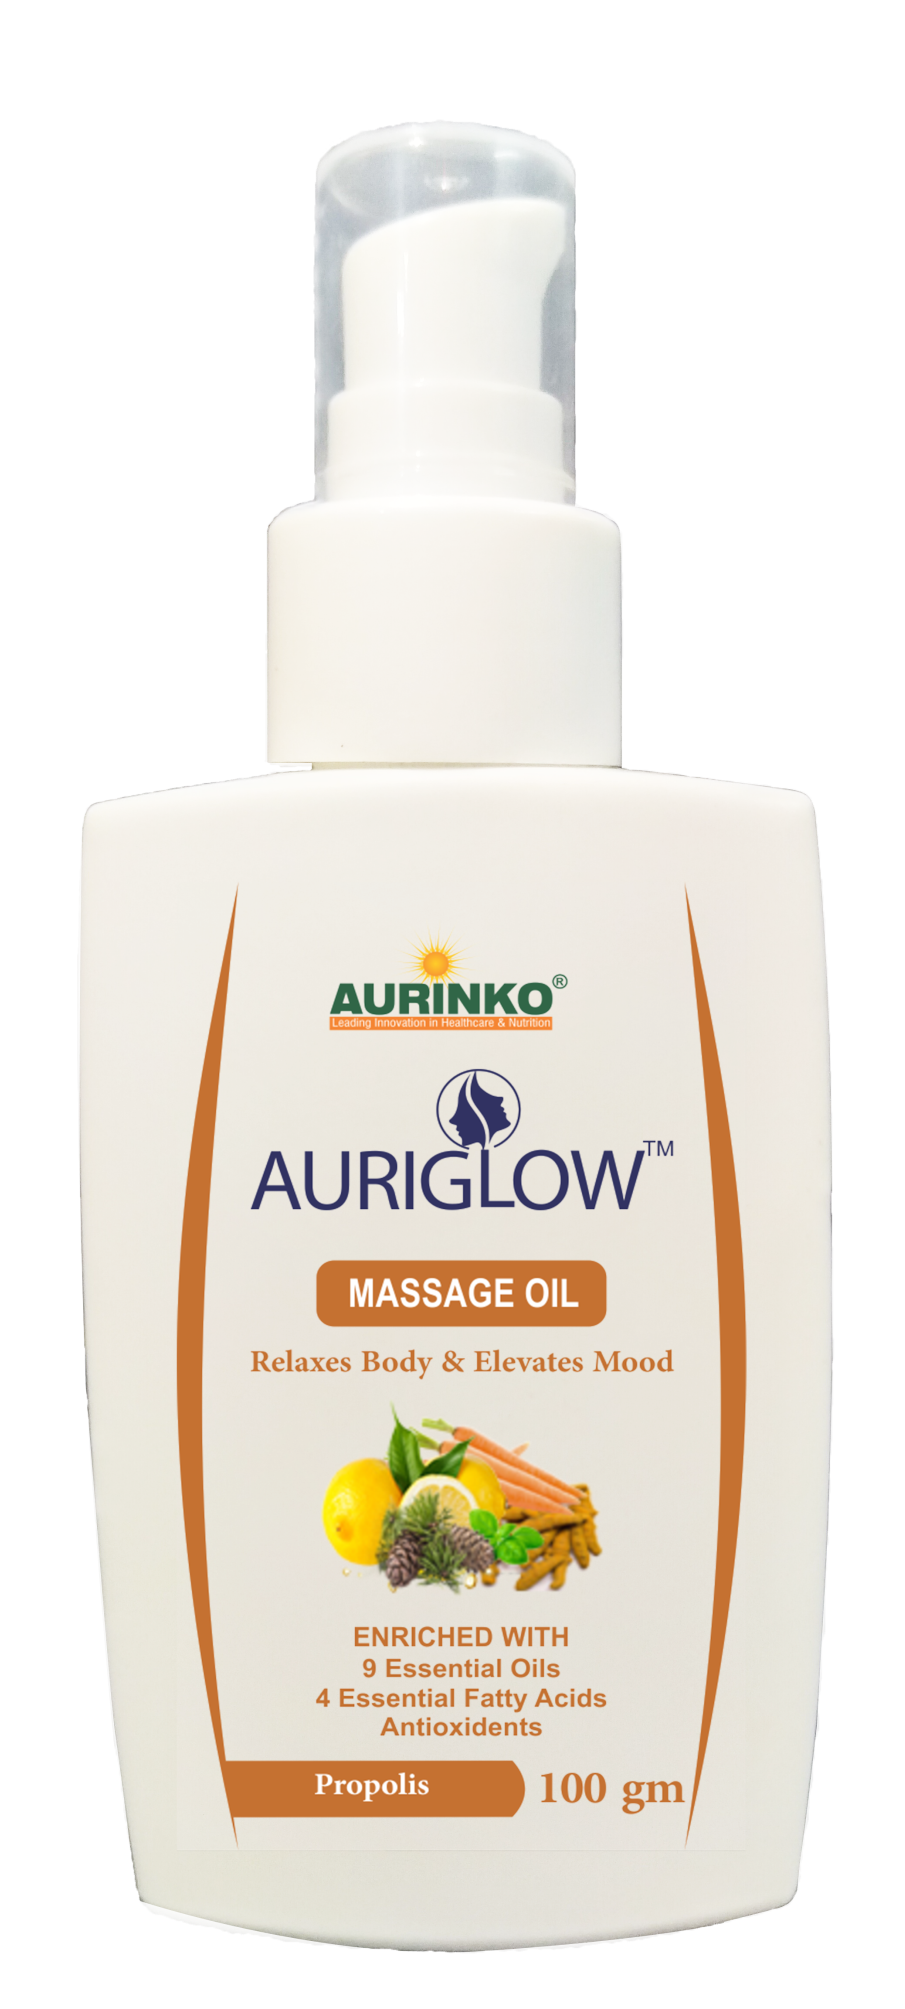 AURINKO®
Leading Innovation in Healthcare & Nutrition
AURIGLOW™
MASSAGE OIL
Relaxes Body & Elevates Mood
ENRICHED WITH
9 Essential Oils
4 Essential Fatty Acids
Antioxidents
Propolis 100 gm